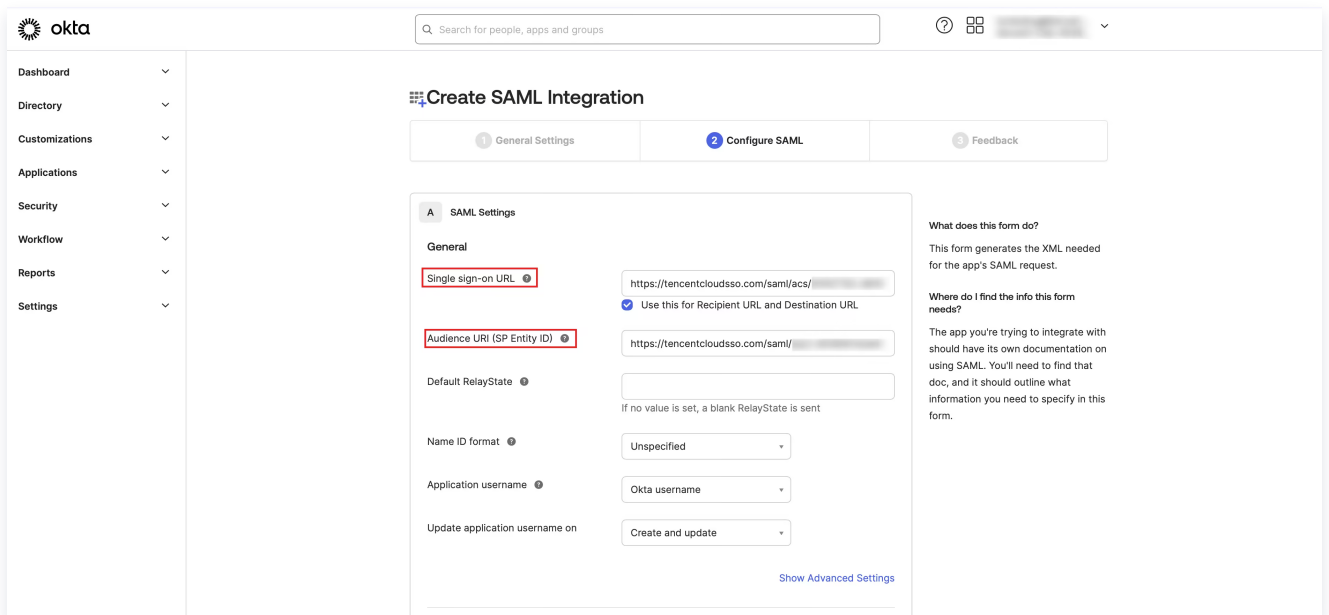 okta
Search for people, apps and groups
Dashboard
Directory
Customizations
Applications
Security
Workflow
Reports
Settings
Create SAML Integration
1 General Settings
2 Configure SAML
3 Feedback
A SAML Settings
General
Single sign-on URL
https://tencentcloudsso.com/saml/acs/
Use this for Recipient URL and Destination URL
Audience URI (SP Entity ID)
https://tencentcloudsso.com/saml/
Default RelayState
If no value is set, a blank RelayState is sent
Name ID format
Unspecified
Application username
Okta username
Update application username on
Create and update
Show Advanced Settings
What does this form do?
This form generates the XML needed
for the app's SAML request.
Where do I find the info this form
needs?
The app you're trying to integrate with
should have its own documentation on
using SAML. You'll need to find that
doc, and it should outline what
information you need to specify in this
form.